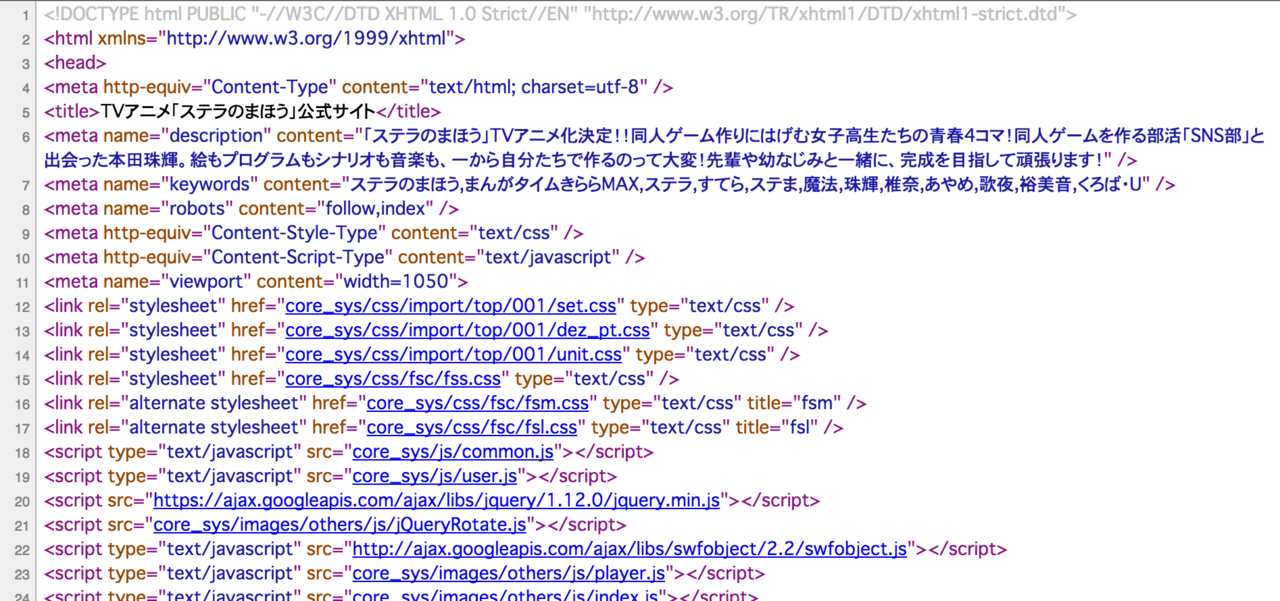 1 <!DOCTYPE html PUBLIC "-//W3C//DTD XHTML 1.0 Strict//EN" "http://www.w3.org/TR/xhtml1/DTD/xhtml1-strict.dtd">
2 <html xmlns="http://www.w3.org/1999/xhtml">
3 <head>
4 <meta http-equiv="Content-Type" content="text/html; charset=utf-8" />
5 <title>TVアニメ「ステラのまほう」公式サイト</title>
6 <meta name="description" content="「ステラのまほう」TVアニメ化決定！！同人ゲーム作りにはげむ女子高生たちの青春4コマ！同人ゲームを作る部活「SNS部」と
出会った本田珠輝。絵もプログラムもシナリオも音楽も、一から自分たちで作るのって大変！先輩や幼なじみと一緒に、完成を目指して頑張ります！" />
7 <meta name="keywords" content="ステラのまほう,まんがタイムきららMAX,ステラ,すてら,ステま,魔法,珠輝,椎奈,あやめ,歌夜,裕美音,くろば・U" />
8 <meta name="robots" content="follow,index" />
9 <meta http-equiv="Content-Style-Type" content="text/css" />
10 <meta http-equiv="Content-Script-Type" content="text/javascript" />
11 <meta name="viewport" content="width=1050">
12 <link rel="stylesheet" href="core_sys/css/import/top/001/set.css" type="text/css" />
13 <link rel="stylesheet" href="core_sys/css/import/top/001/dez_pt.css" type="text/css" />
14 <link rel="stylesheet" href="core_sys/css/import/top/001/unit.css" type="text/css" />
15 <link rel="stylesheet" href="core_sys/css/fsc/fss.css" type="text/css" />
16 <link rel="alternate stylesheet" href="core_sys/css/fsc/fsm.css" type="text/css" title="fsm" />
17 <link rel="alternate stylesheet" href="core_sys/css/fsc/fsl.css" type="text/css" title="fsl" />
18 <script type="text/javascript" src="core_sys/js/common.js"></script>
19 <script type="text/javascript" src="core_sys/js/user.js"></script>
20 <script src="https://ajax.googleapis.com/ajax/libs/jquery/1.12.0/jquery.min.js"></script>
21 <script src="core_sys/images/others/js/jQueryRotate.js"></script>
22 <script type="text/javascript" src="http://ajax.googleapis.com/ajax/libs/swfobject/2.2/swfobject.js"></script>
23 <script type="text/javascript" src="core_sys/images/others/js/player.js"></script>
24 <script type="text/javascript" src="core_sys/images/others/js/index.js"></script>